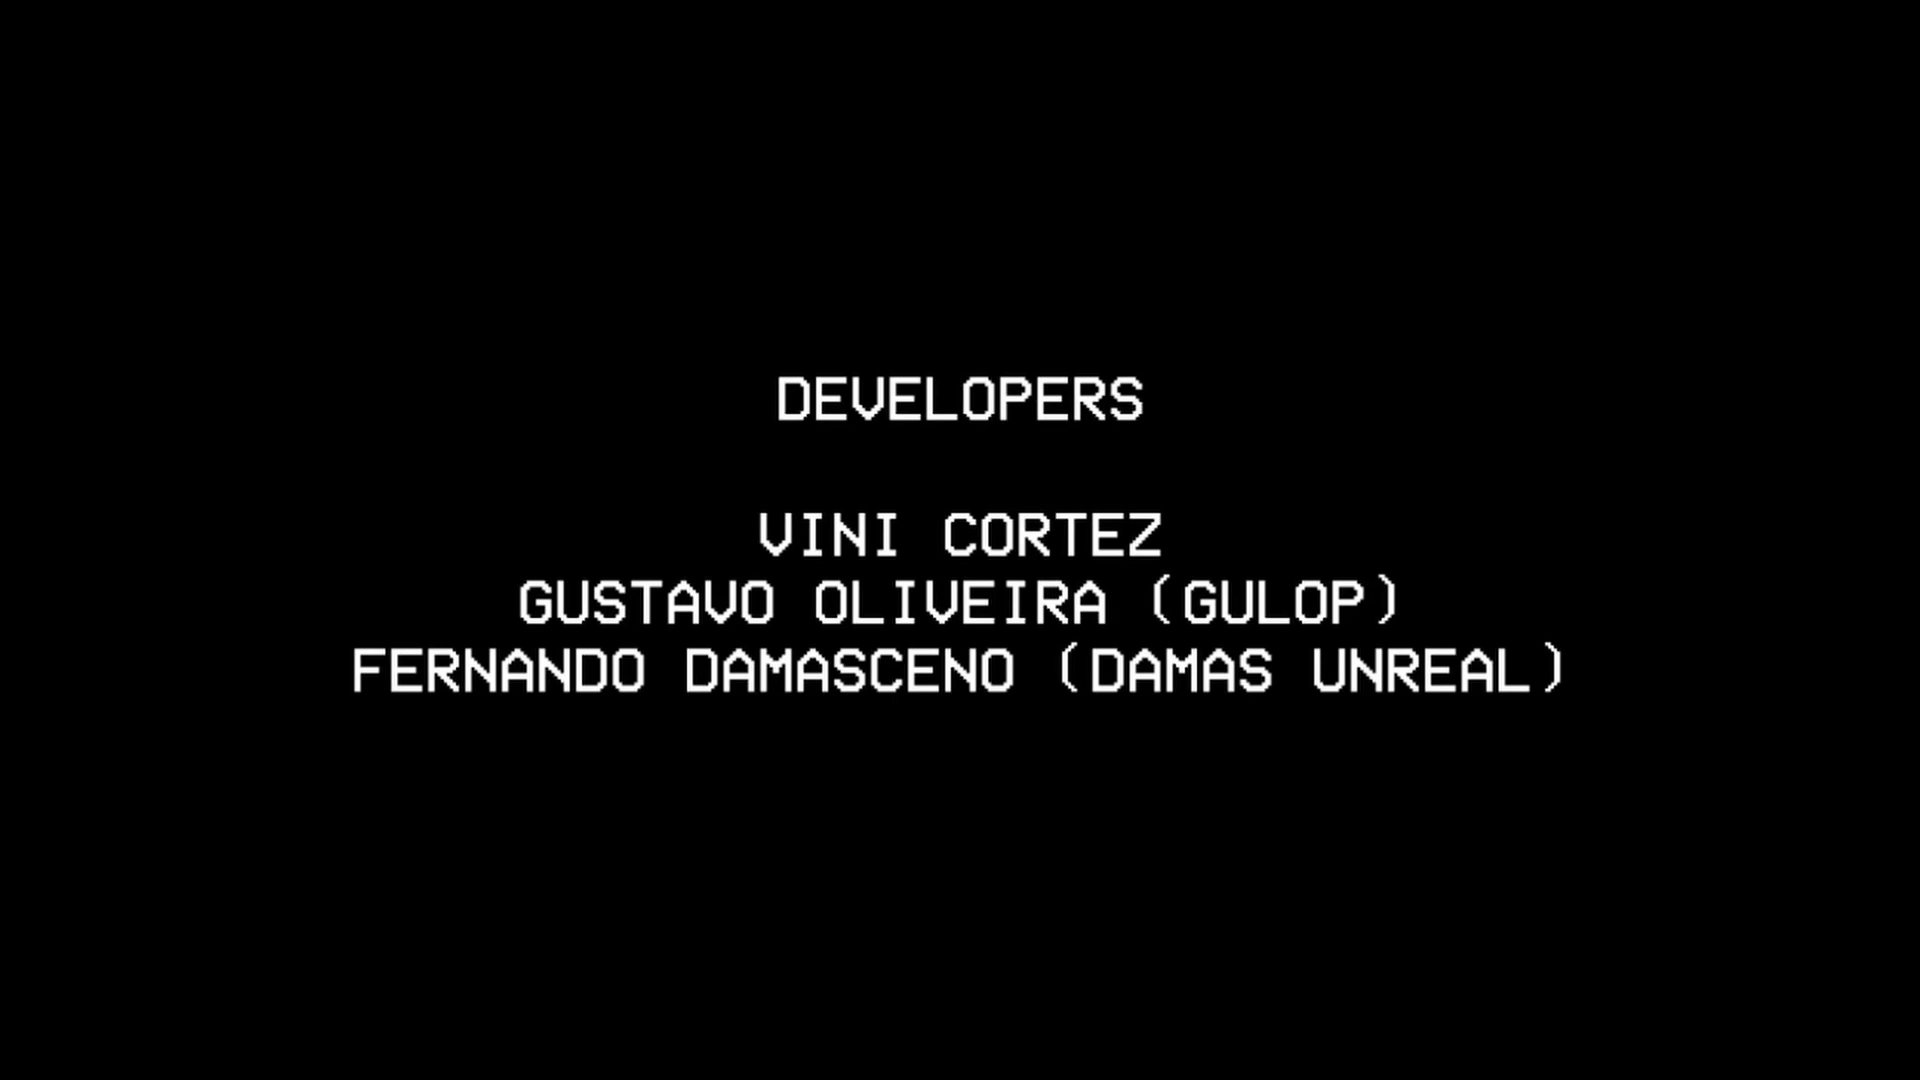 DEVELOPERS
VINI CORTEZ
GUSTAVO OLIVEIRA (GULOP)
FERNANDO DAMASCENO (DAMAS UNREAL)